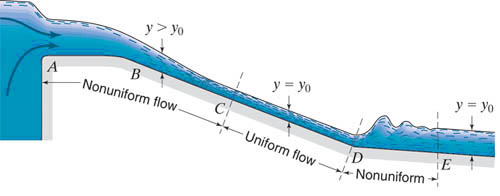 y > y0
A
B
Nonuniform flow
C
y = y0
Uniform flow
y = y0
D
Nonuniform
E